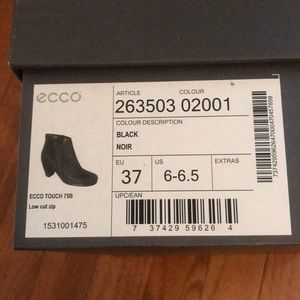 ecco
ARTICLE COLOUR
263503 02001
COLOUR DESCRIPTION
BLACK
NOIR
EU US EXTRAS
37 6-6.5
ECCO TOUCH 75B
Low cut zip
1531001475
UPC/EAN
7 37429 59626 4